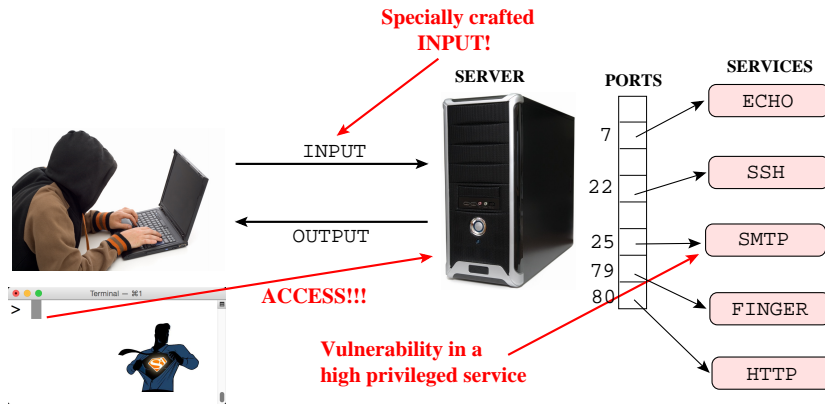 Specially crafted
INPUT!
SERVER
PORTS
SERVICES
ECHO
7
INPUT
SSH
22
OUTPUT
25
SMTP
79
80
FINGER
Terminal — ⌘1
>
ACCESS!!!
Vulnerability in a
high privileged service
HTTP